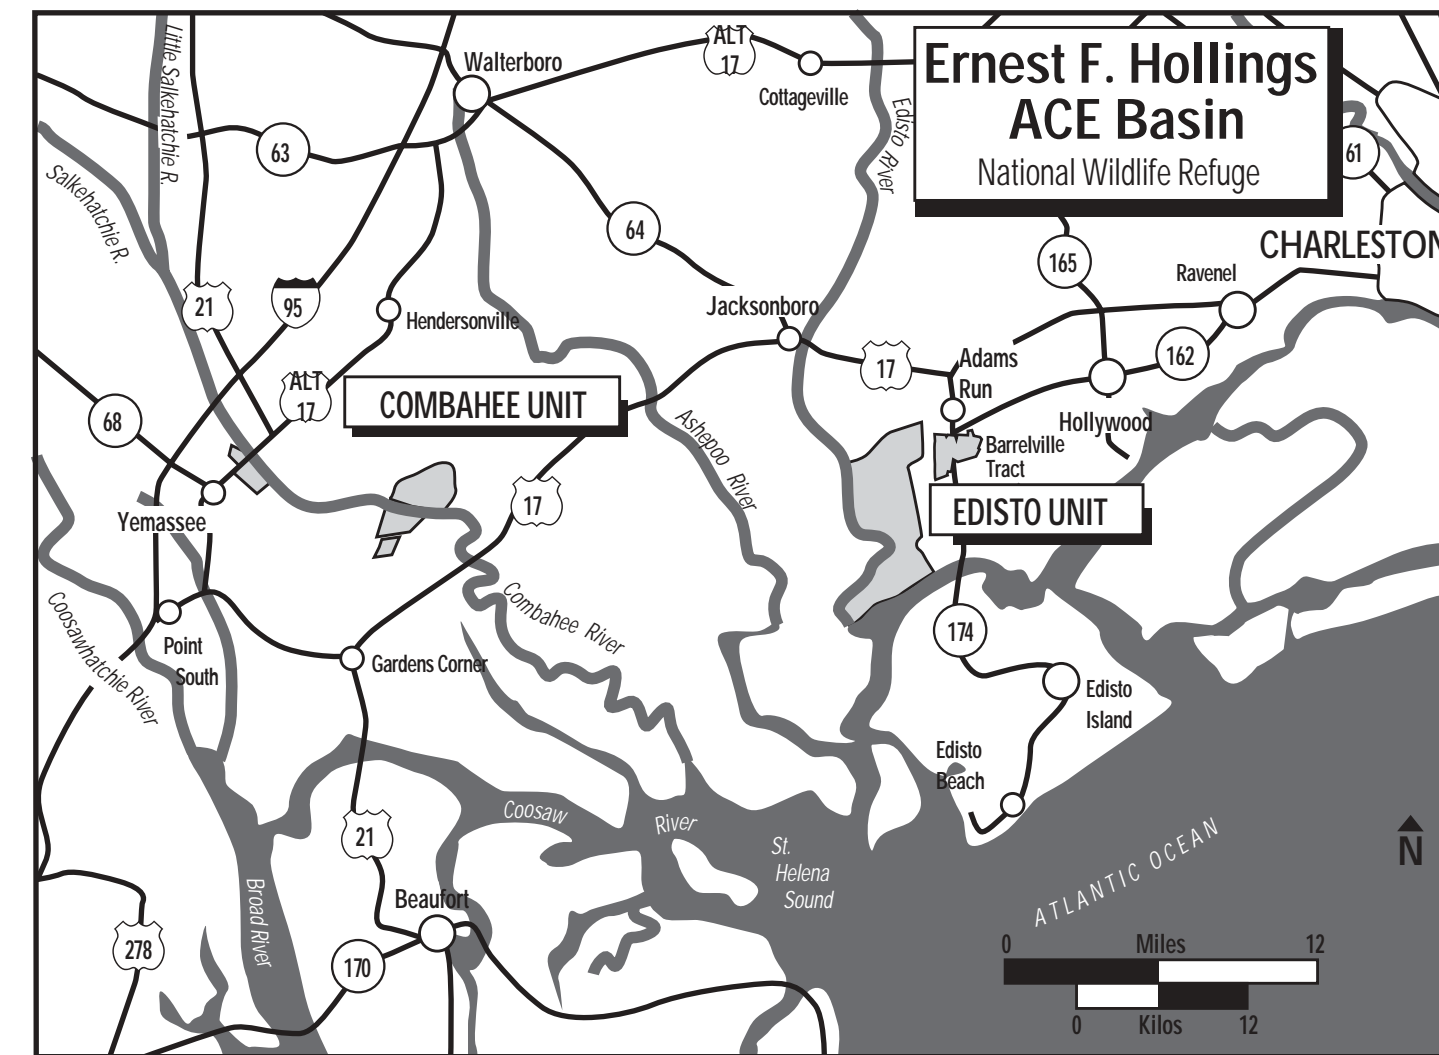 Ernest F. Hollings
ACE Basin
National Wildlife Refuge
Little Salkehatchie R.
Salkehatchie R.
Walterboro
ALT
17
Cottageville
Edisto River
63
64
61
165
CHARLESTON
Ravenel
21
95
Hendersonville
Jacksonboro
17
Adams
Run
162
ALT
17
COMBAHEE UNIT
68
Hollywood
Ashepoo River
Barrelville
Tract
EDISTO UNIT
17
Yemassee
Coosawhatchie River
Combahee River
Point
South
Gardens Corner
174
Edisto
Island
Edisto
Beach
Coosaw
River
21
St.
Helena
Sound
ATLANTIC OCEAN
N
Broad River
Beaufort
278
170
0 Miles 12
0 Kilos 12